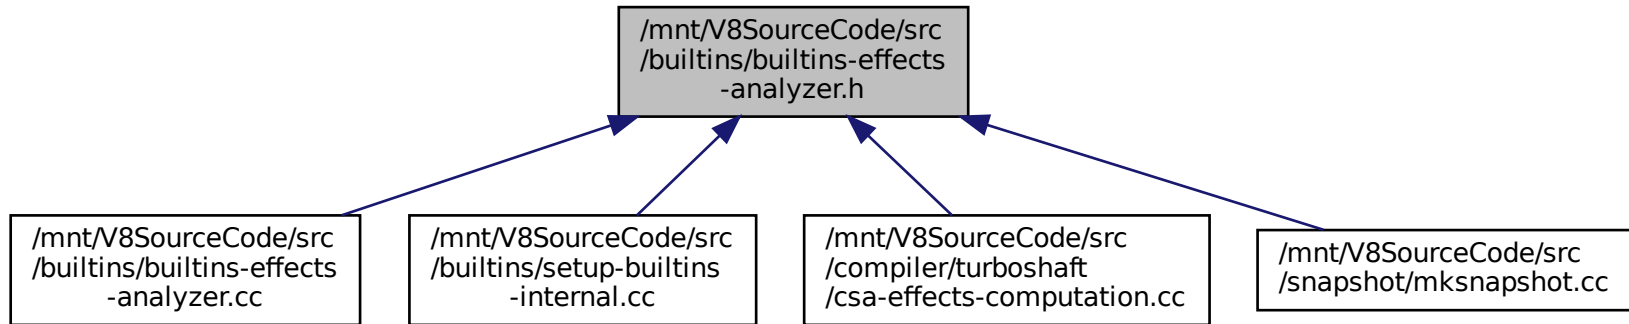 /mnt/V8SourceCode/src
/builtins/builtins-effects
-analyzer.h
/mnt/V8SourceCode/src
/builtins/builtins-effects
-analyzer.cc
/mnt/V8SourceCode/src
/builtins/setup-builtins
-internal.cc
/mnt/V8SourceCode/src
/compiler/turboshaft
/csa-effects-computation.cc
/mnt/V8SourceCode/src
/snapshot/mksnapshot.cc